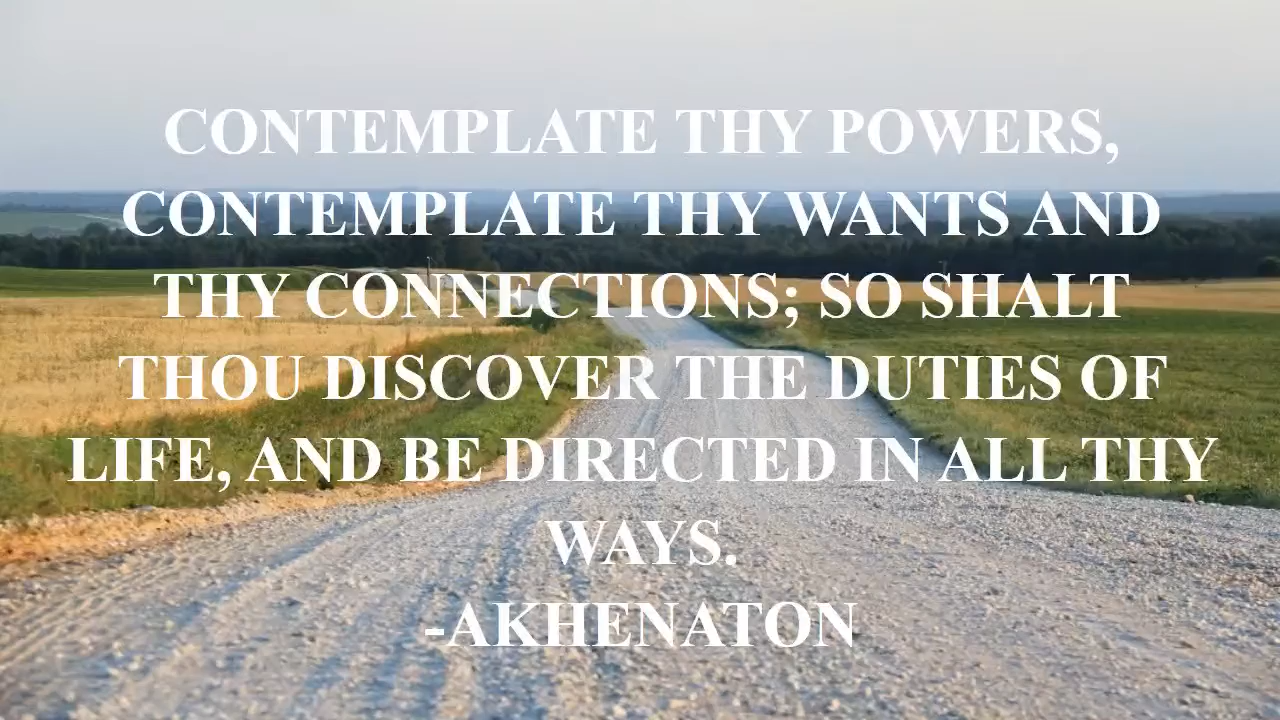 CONTEMPLATE THY POWERS,
CONTEMPLATE THY WANTS AND
THY CONNECTIONS; SO SHALT
THOU DISCOVER THE DUTIES OF
LIFE, AND BE DIRECTED IN ALL THY
WAYS.
-AKHENATON